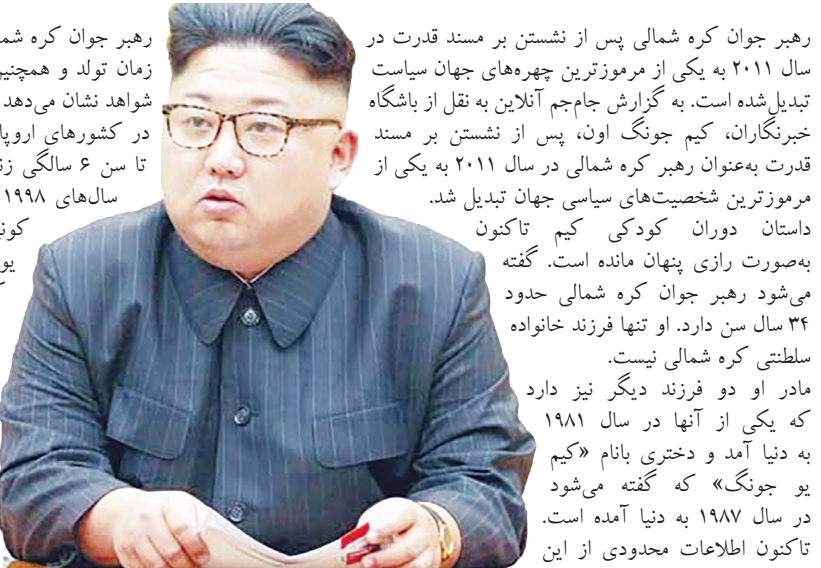 رهبر جوان کره شمالی پس از نشستن بر مسند قدرت در
سال ۲۰۱۱ به یکی از مرموزترین چهره‌های جهان سیاست
تبدیل‌شده است. به گزارش جام‌جم آنلاین به نقل از باشگاه
خبرنگاران، کیم جونگ اون، پس از نشستن بر مسند
قدرت به‌عنوان رهبر کره شمالی در سال ۲۰۱۱ به یکی از
مرموزترین شخصیت‌های سیاسی جهان تبدیل شد.
داستان دوران کودکی کیم تاکنون
به‌صورت رازی پنهان مانده است. گفته
می‌شود رهبر جوان کره شمالی حدود
۳۴ سال سن دارد. او تنها فرزند خانواده
سلطنتی کره شمالی نیست.
مادر او دو فرزند دیگر نیز دارد
که یکی از آنها در سال ۱۹۸۱
به دنیا آمد و دختری بانام «کیم
یو جونگ» که گفته می‌شود
در سال ۱۹۸۷ به دنیا آمده است.
تاکنون اطلاعات محدودی از این
رهبر جوان کره
زمان تولد و
شواهد نشان می‌دهد
در کشورهای
تا سن ۶ سالگی
سال‌های ۱۹۹۸